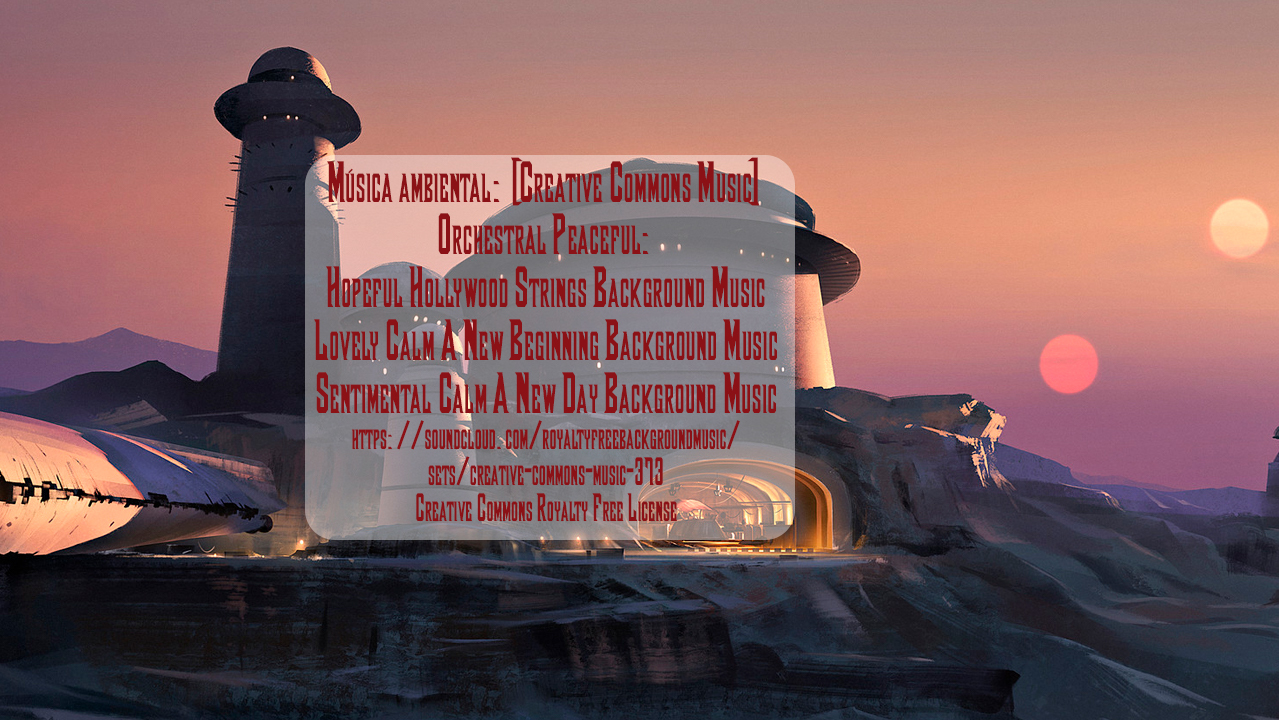 Música ambiental: [Creative Commons Music]
Orchestral Peaceful:
Hopeful Hollywood Strings Background Music
Lovely Calm A New Beginning Background Music
Sentimental Calm A New Day Background Music
https://soundcloud.com/royaltyfreebackgroundmusic/
sets/creative-commons-music-373
Creative Commons Royalty Free License